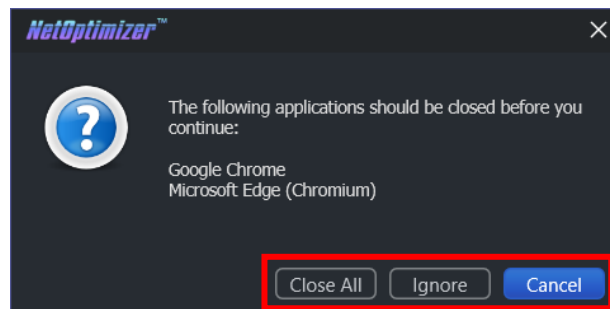 NetOptimizer™
The following applications should be closed before you
continue:
Google Chrome
Microsoft Edge (Chromium)
Close All Ignore Cancel